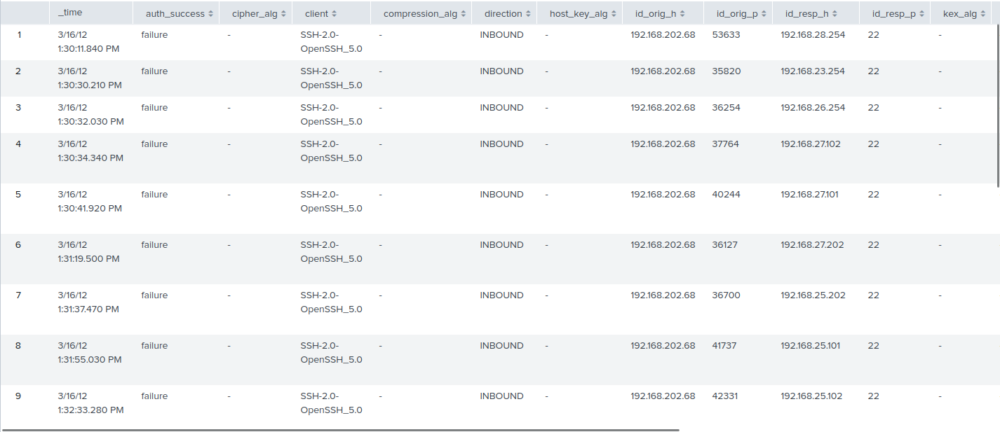 _time auth_success cipher_alg client compression_alg direction host_key_alg id_orig_h id_orig_p id_resp_h id_resp_p kex_alg
1 3/16/12 failure - SSH-2.0- - INBOUND - 192.168.202.68 53633 192.168.28.254 22 -
1:30:11.840 PM OpenSSH_5.0
2 3/16/12 failure - SSH-2.0- - INBOUND - 192.168.202.68 35820 192.168.23.254 22 -
1:30:30.210 PM OpenSSH_5.0
3 3/16/12 failure - SSH-2.0- - INBOUND - 192.168.202.68 36254 192.168.26.254 22 -
1:30:32.030 PM OpenSSH_5.0
4 3/16/12 failure - SSH-2.0- - INBOUND - 192.168.202.68 37764 192.168.27.102 22 -
1:30:34.340 PM OpenSSH_5.0
5 3/16/12 failure - SSH-2.0- - INBOUND - 192.168.202.68 40244 192.168.27.101 22 -
1:30:41.920 PM OpenSSH_5.0
6 3/16/12 failure - SSH-2.0- - INBOUND - 192.168.202.68 36127 192.168.27.202 22 -
1:31:19.500 PM OpenSSH_5.0
7 3/16/12 failure - SSH-2.0- - INBOUND - 192.168.202.68 36700 192.168.25.202 22 -
1:31:37.470 PM OpenSSH_5.0
8 3/16/12 failure - SSH-2.0- - INBOUND - 192.168.202.68 41737 192.168.25.101 22 -
1:31:55.030 PM OpenSSH_5.0
9 3/16/12 failure - SSH-2.0- - INBOUND - 192.168.202.68 42331 192.168.25.102 22 -
1:32:33.280 PM OpenSSH_5.0